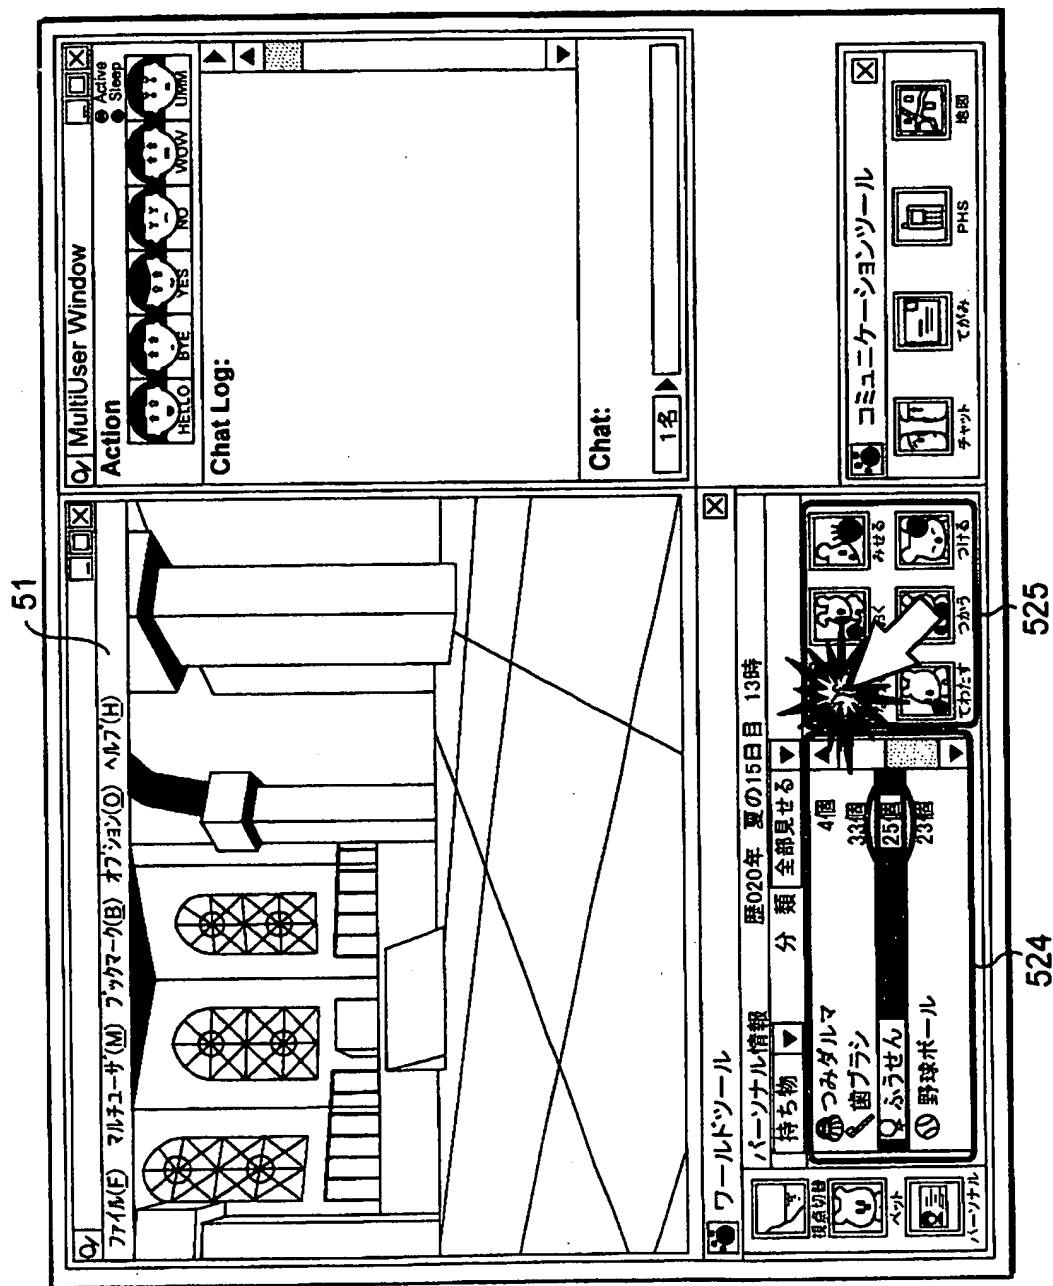 51
ファイル(F) マルチユーザ(M) ブックマーク(B) オプション(O) ヘルプ(H)
MultiUser Window
Action
Active
Sleep
HELLO BYE YES NO WOW UMM
Chat Log:
Chat:
1名
ワールドツール
パーソナル情報 歴020年 夏の15日目 13時
持ち物 分類 全部見せる
視点切替
ペット
パーソナル
つみダルマ 4個
歯ブラシ 33個
ふうせん 25個
野球ボール 23個
みせる
てわたす つかう つける
コミュニケーションツール
チャット てがみ PHS 地図
524
525